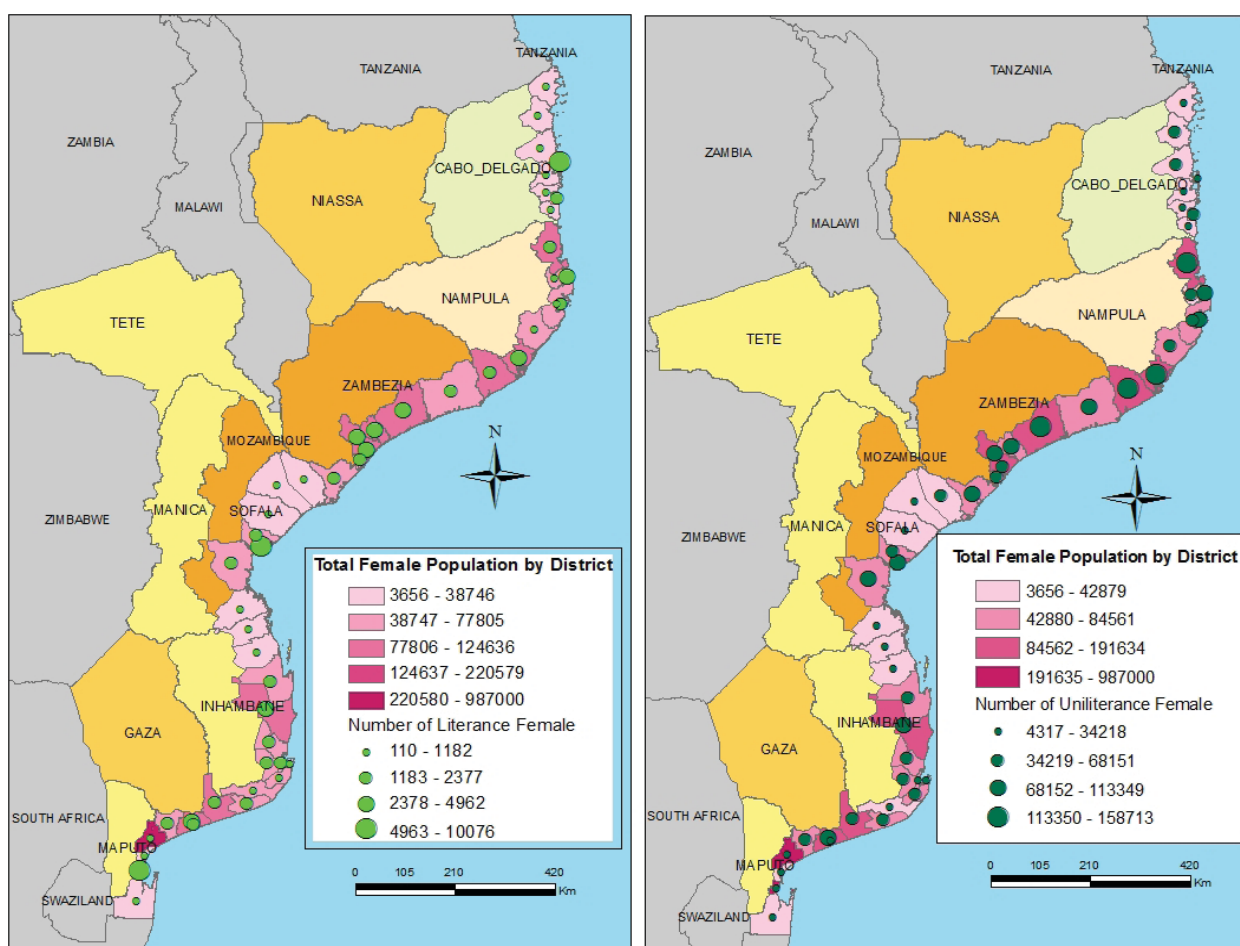 TANZANIA
TANZANIA
ZAMBIA
CABO_DELGADO
NIASSA
MALAWI
NAMPULA
TETE
ZAMBEZIA
N
MOZAMBIQUE
MANICA
SOFALA
ZIMBABWE
INHAMBANE
GAZA
SOUTH AFRICA
MAPUTO
SWAZILAND
Total Female Population by District
3656 - 38746
38747 - 77805
77806 - 124636
124637 - 220579
220580 - 987000
Number of Literance Female
110 - 1182
1183 - 2377
2378 - 4962
4963 - 10076
0 105 210 420
Km
TANZANIA
TANZANIA
ZAMBIA
CABO_DELGADO
NIASSA
MALAWI
NAMPULA
TETE
ZAMBEZIA
N
MOZAMBIQUE
MANICA
SOFALA
ZIMBABWE
INHAMBANE
GAZA
SOUTH AFRICA
MAPUTO
SWAZILAND
Total Female Population by District
3656 - 42879
42880 - 84561
84562 - 191634
191635 - 987000
Number of Uniliterance Female
4317 - 34218
34219 - 68151
68152 - 113349
113350 - 158713
0 105 210 420
Km